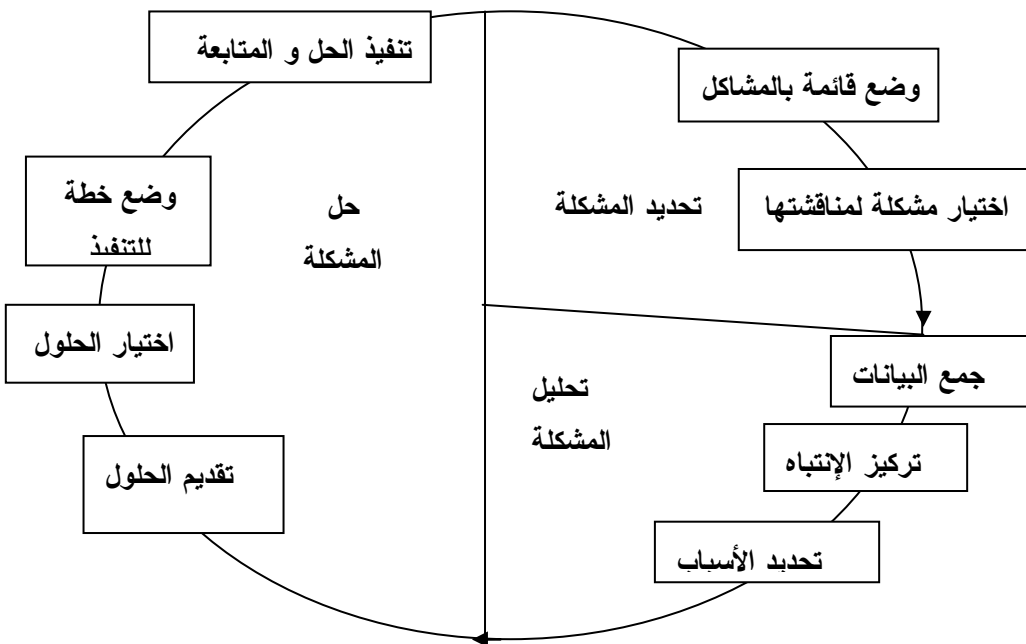 تنفيذ الحل و المتابعة
وضع قائمة بالمشاكل
اختيار مشكلة لمناقشتها
تحديد المشكلة
حل
المشكلة
وضع خطة
للتنفيذ
اختيار الحلول
جمع البيانات
تحليل
المشكلة
تركيز الإنتباه
تقديم الحلول
تحديد الأسباب